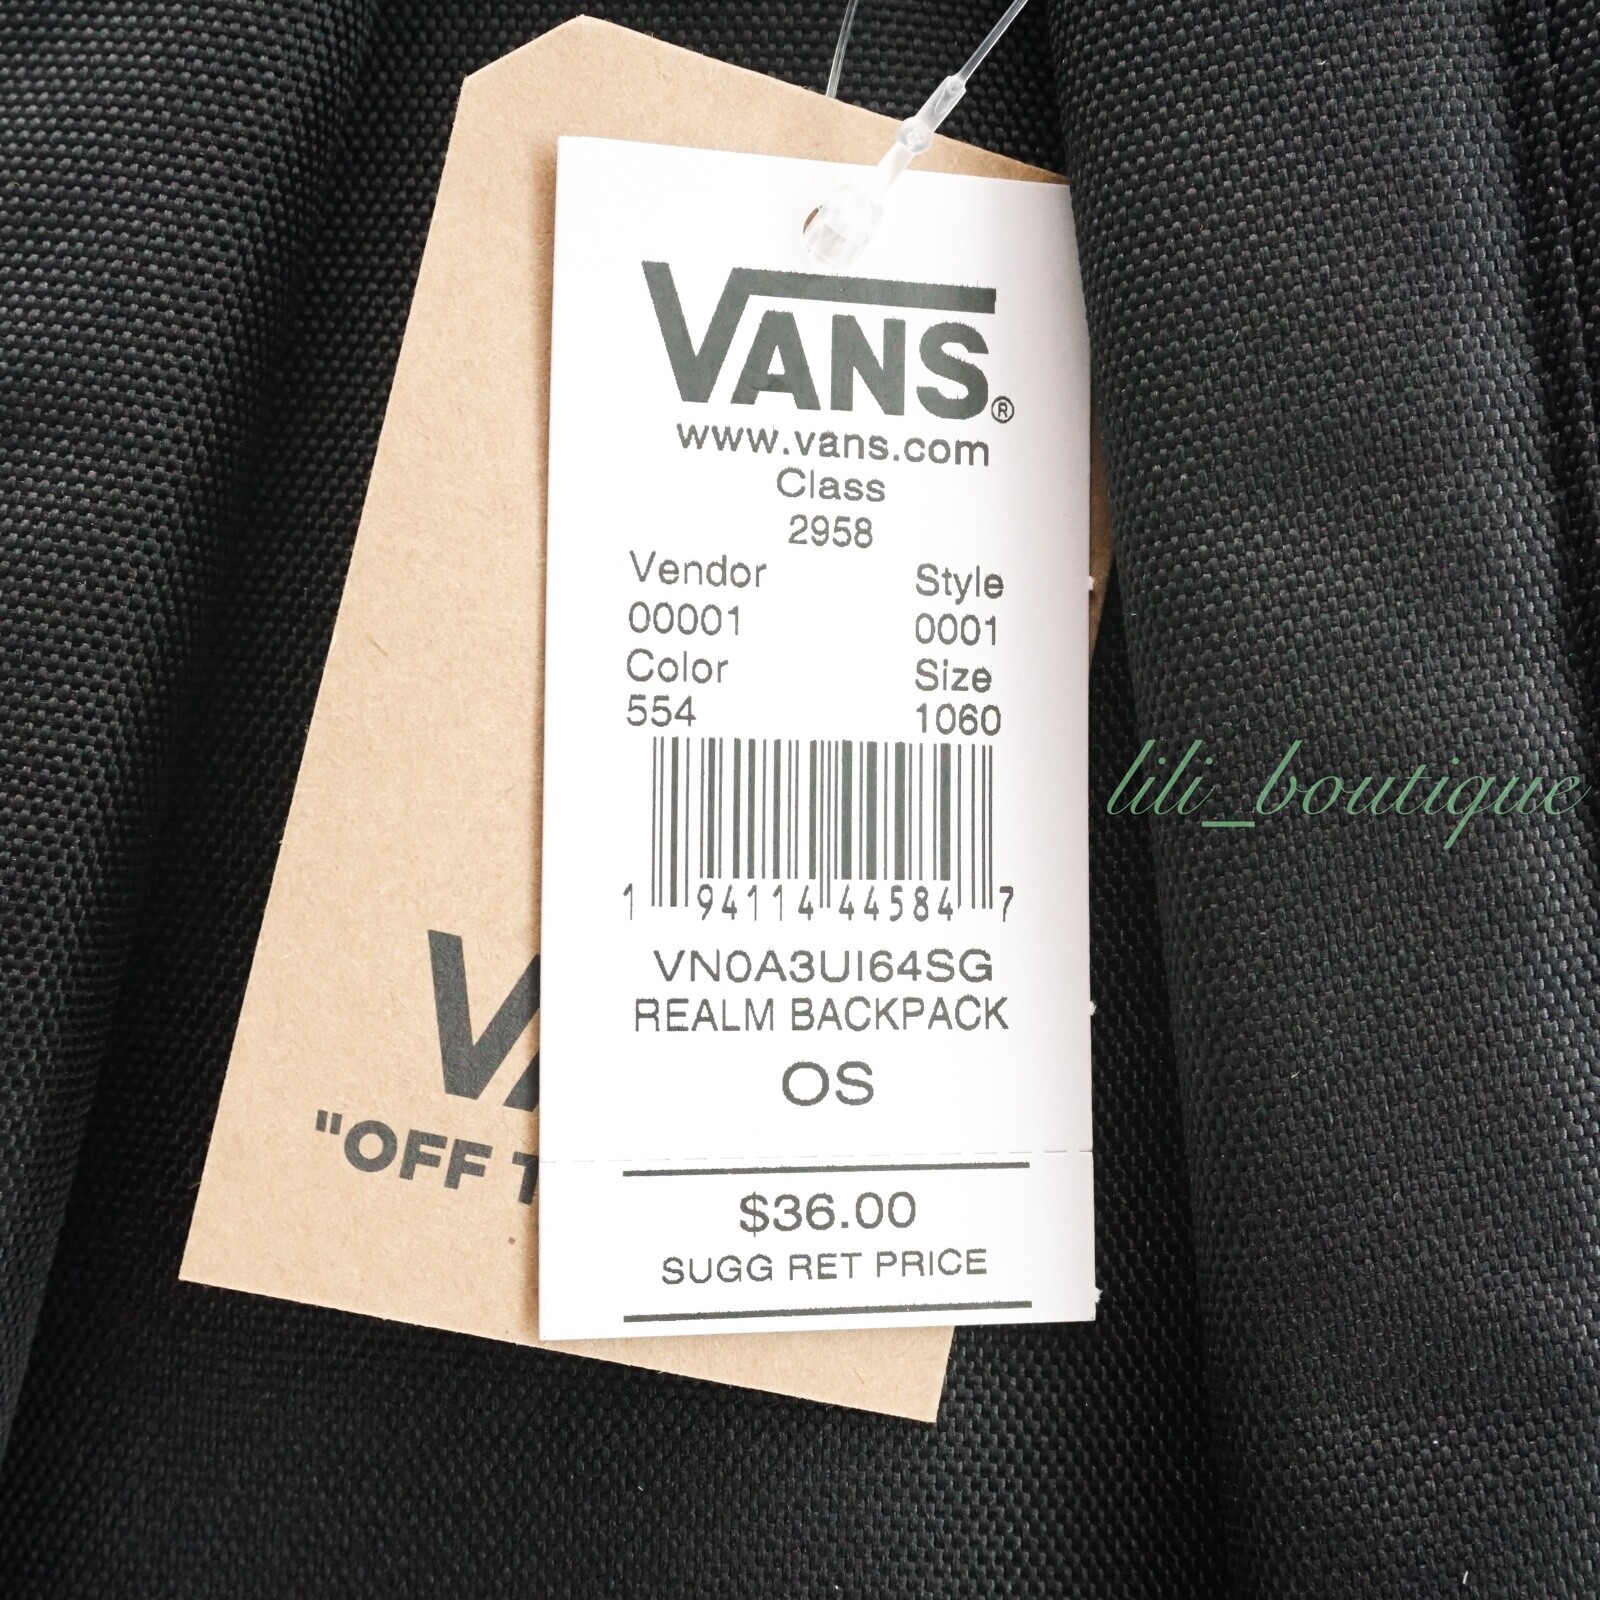 VANS®
www.vans.com
Class
2958
Vendor Style
00001 0001
Color Size
554 1060
1 94114 44584 7
VN0A3UI64SG
REALM BACKPACK
OS
$36.00
SUGG RET PRICE
"OFF
lili_boutique